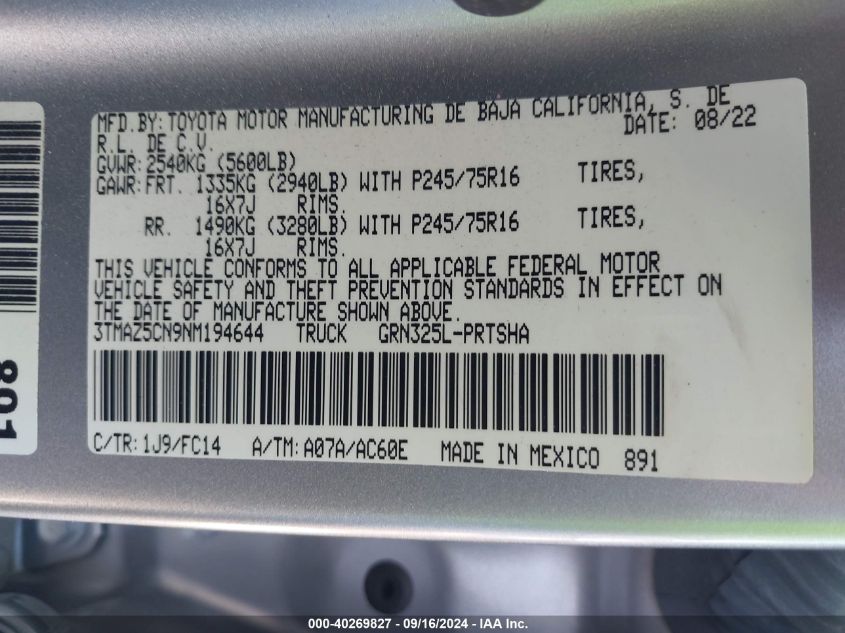 MFD.BY:TOYOTA MOTOR MANUFACTURING DE BAJA CALIFORNIA, S. DE
R.L. DE C.V. DATE: 08/22
GVWR:2540KG (5600LB)
GAWR:FRT. 1335KG (2940LB) WITH P245/75R16 TIRES,
16X7J RIMS.
RR. 1490KG (3280LB) WITH P245/75R16 TIRES,
16X7J RIMS.
THIS VEHICLE CONFORMS TO ALL APPLICABLE FEDERAL MOTOR
VEHICLE SAFETY AND THEFT PREVENTION STANDARDS IN EFFECT ON
THE DATE OF MANUFACTURE SHOWN ABOVE.
3TMAZ5CN9NM194644 TRUCK GRN325L-PRTSHA
C/TR:1J9/FC14 A/TM:A07A/AC60E MADE IN MEXICO 891
891
000-40269827 - 09/16/2024 - IAA Inc.